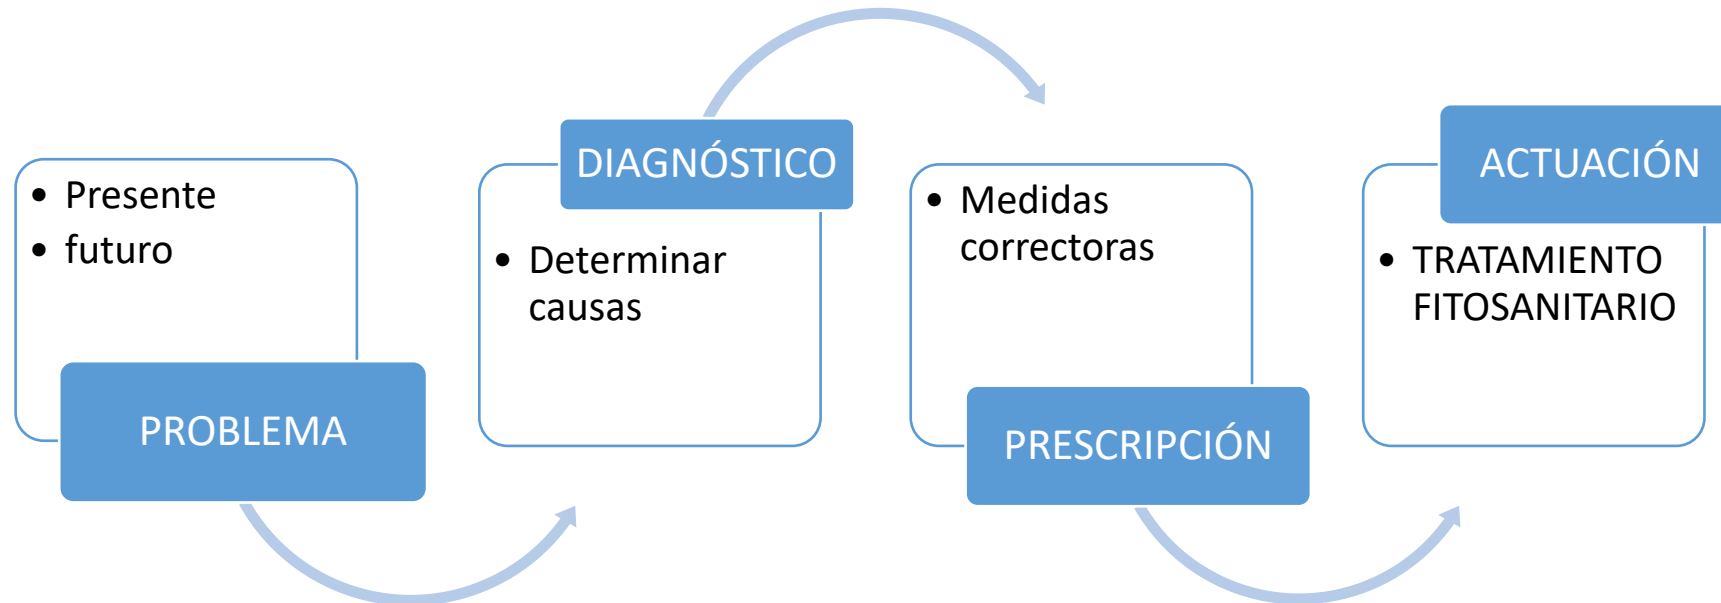 • Presente
• futuro
PROBLEMA
DIAGNÓSTICO
• Determinar
causas
• Medidas
correctoras
PRESCRIPCIÓN
ACTUACIÓN
• TRATAMIENTO
FITOSANITARIO